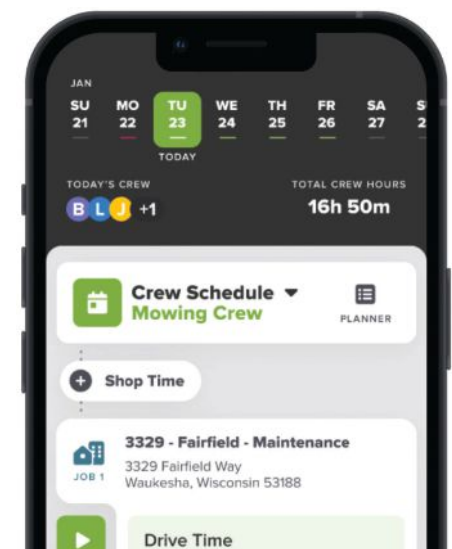 JAN
SU MO TU WE TH FR SA
21 22 23 24 25 26 27 2
TODAY
TODAY'S CREW TOTAL CREW HOURS
B L J +1 16h 50m
Crew Schedule
Mowing Crew
PLANNER
Shop Time
3329 - Fairfield - Maintenance
3329 Fairfield Way
JOB 1
Waukesha, Wisconsin 53188
Drive Time